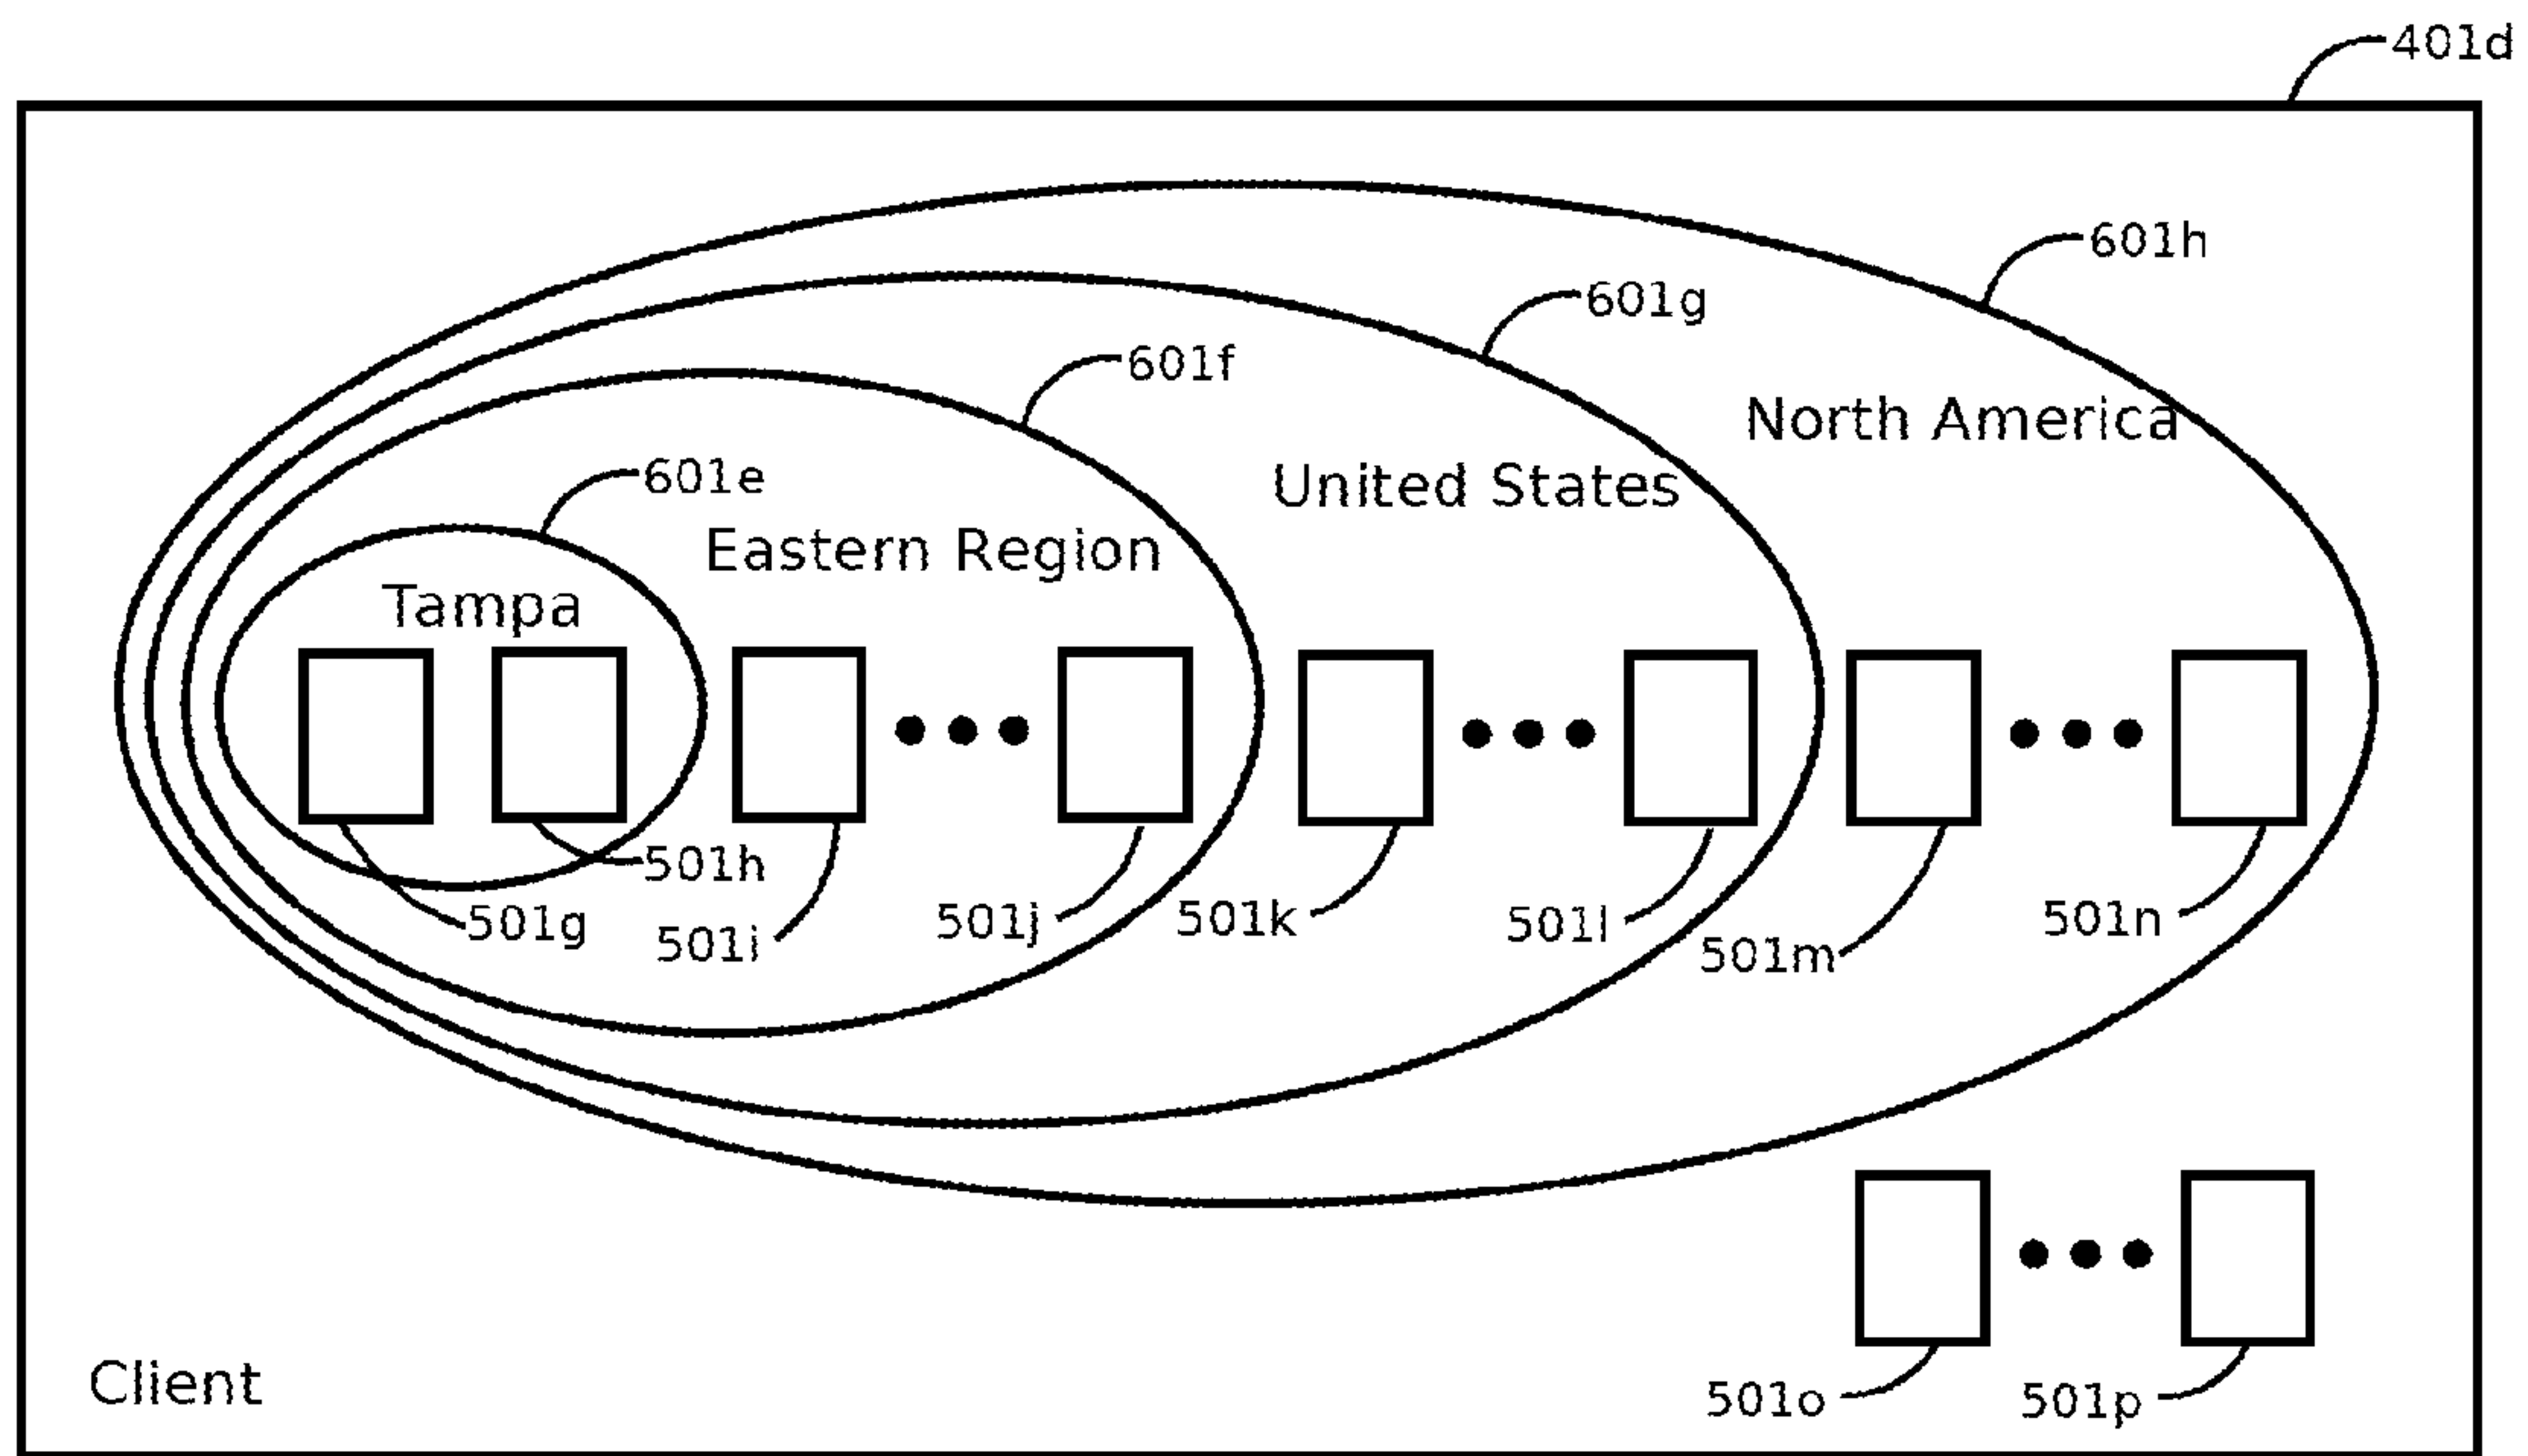 401d
601h
601g
601f
North America
601e
United States
Eastern Region
Tampa
501h
501g
501i
501j
501k
501l
501m
501n
Client
501o
501p